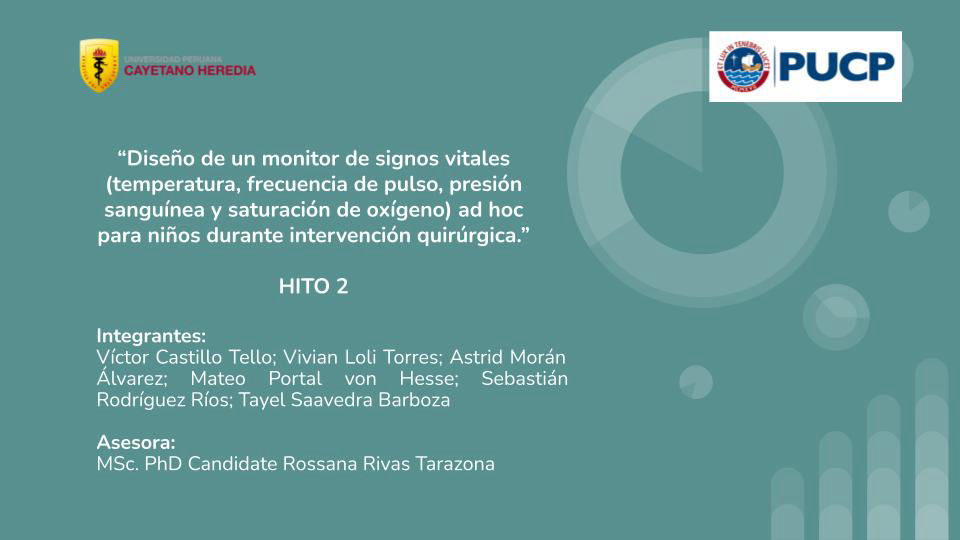 UNIVERSIDAD PERUANA
CAYETANO HEREDIA
ET LUX IN TENEBRIS LUCET
MCMXVII
PUCP
“Diseño de un monitor de signos vitales
(temperatura, frecuencia de pulso, presión
sanguínea y saturación de oxígeno) ad hoc
para niños durante intervención quirúrgica.”
HITO 2
Integrantes:
Víctor Castillo Tello; Vivian Loli Torres; Astrid Morán
Álvarez; Mateo Portal von Hesse; Sebastián
Rodríguez Ríos; Tayel Saavedra Barboza
Asesora:
MSc. PhD Candidate Rossana Rivas Tarazona